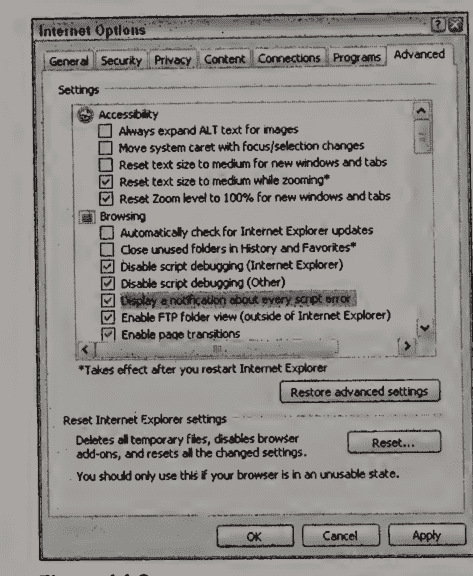 Internet Options
General Security Privacy Content Connections Programs Advanced
Settings
Accessibility
Always expand ALT text for images
Move system caret with focus/selection changes
Reset text size to medium for new windows and tabs
Reset text size to medium while zooming*
Reset Zoom level to 100% for new windows and tabs
Browsing
Automatically check for Internet Explorer updates
Close unused folders in History and Favorites*
Disable script debugging (Internet Explorer)
Disable script debugging (Other)
Display a notification about every script error
Enable FTP folder view (outside of Internet Explorer)
Enable page transitions
*Takes effect after you restart Internet Explorer
Restore advanced settings
Reset Internet Explorer settings
Deletes all temporary files, disables browser
add-ons, and resets all the changed settings.
Reset...
You should only use this if your browser is in an unusable state.
OK Cancel Apply